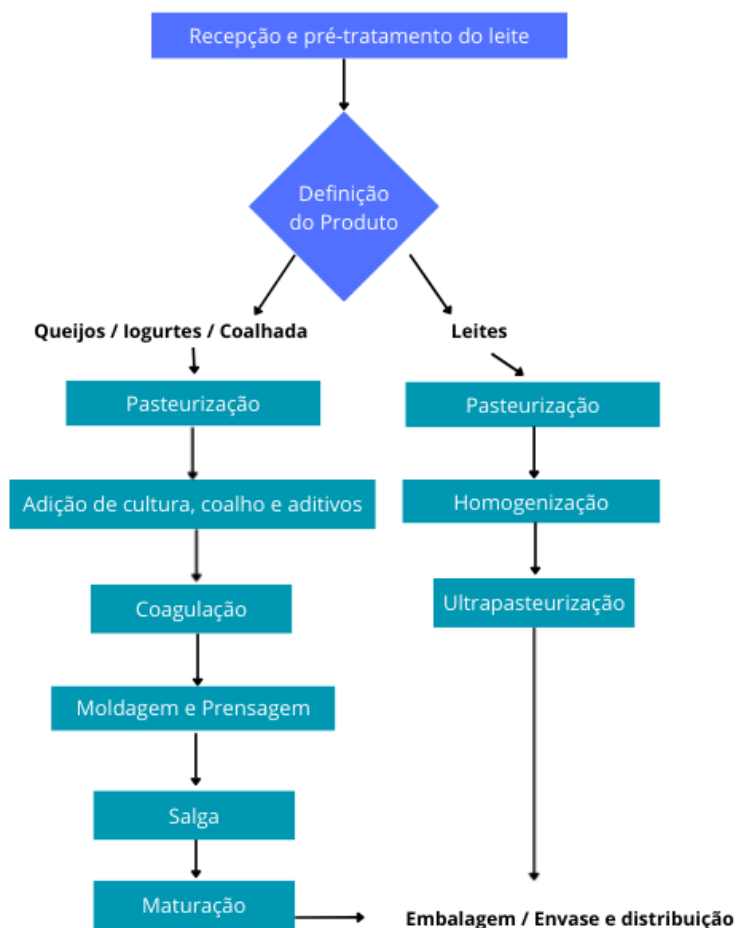 Recepção e pré-tratamento do leite
Definição
do Produto
Queijos / Iogurtes / Coalhada
Leites
Pasteurização
Pasteurização
Adição de cultura, coalho e aditivos
Homogenização
Coagulação
Ultrapasteurização
Moldagem e Prensagem
Salga
Maturação
Embalagem / Envase e distribuição